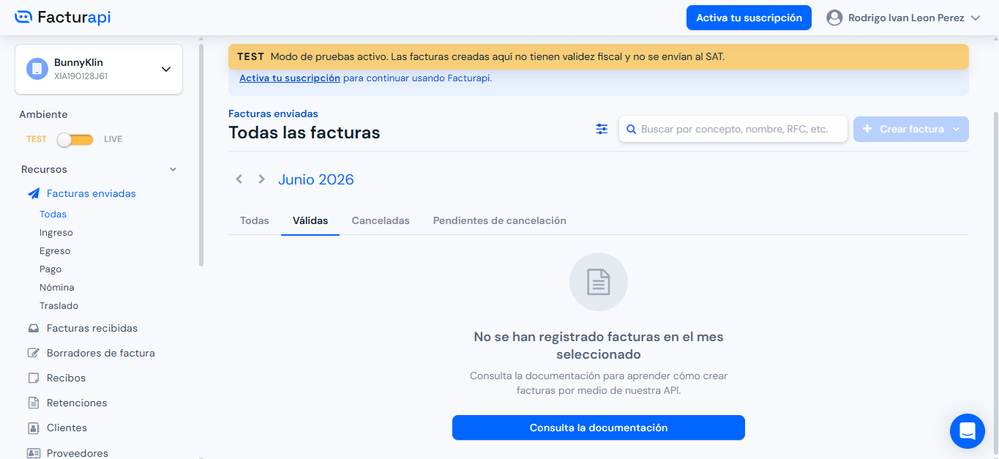 Facturapi
Activa tu suscripción
Rodrigo Ivan Leon Perez
BunnyKlin
XIA190128J61
Ambiente
TEST
LIVE
Recursos
Facturas enviadas
Todas
Ingreso
Egreso
Pago
Nómina
Traslado
Facturas recibidas
Borradores de factura
Recibos
Retenciones
Clientes
Proveedores
TEST Modo de pruebas activo. Las facturas creadas aquí no tienen validez fiscal y no se envían al SAT.
Activa tu suscripción para continuar usando Facturapi.
Facturas enviadas
Todas las facturas
Buscar por concepto, nombre, RFC, etc.
Crear factura
Junio 2026
Todas
Válidas
Canceladas
Pendientes de cancelación
No se han registrado facturas en el mes
seleccionado
Consulta la documentación para aprender cómo crear
facturas por medio de nuestra API.
Consulta la documentación